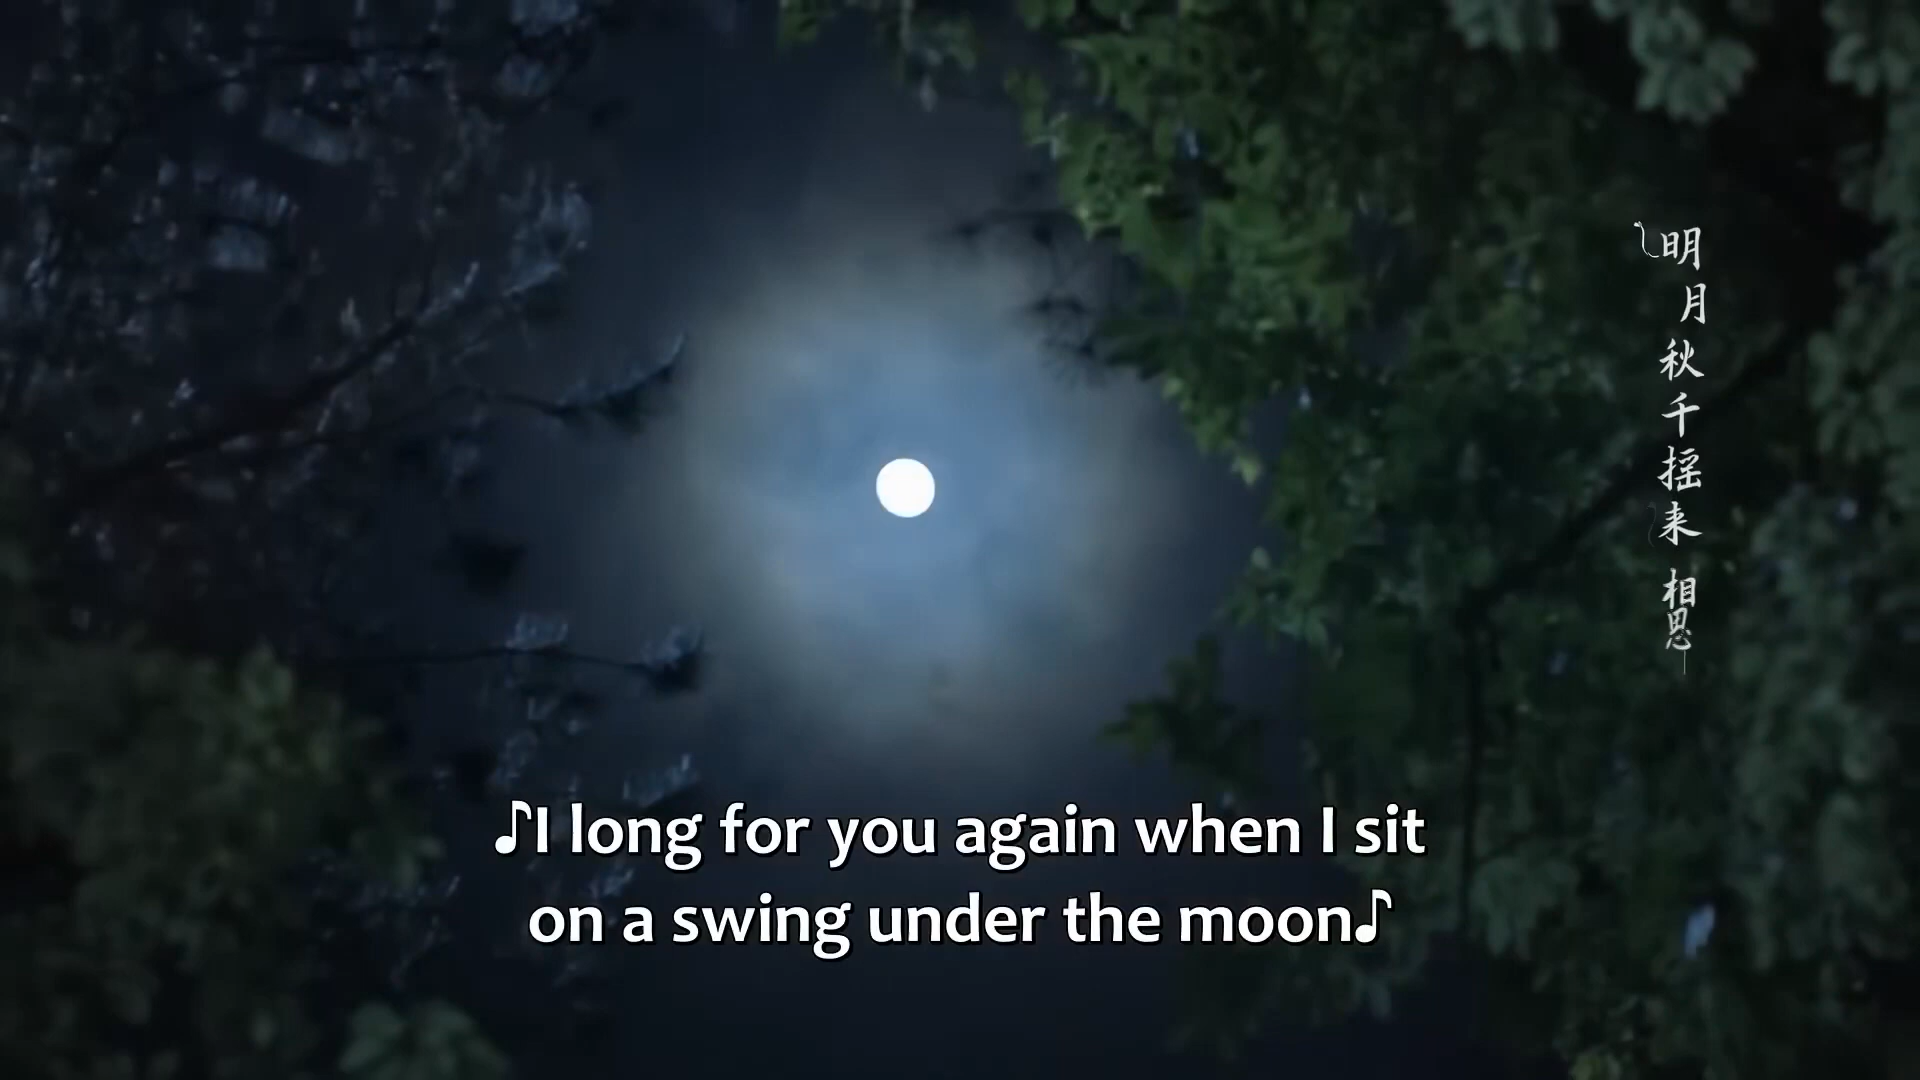 明月秋千摇来 相思
♪I long for you again when I sit
on a swing under the moon♪